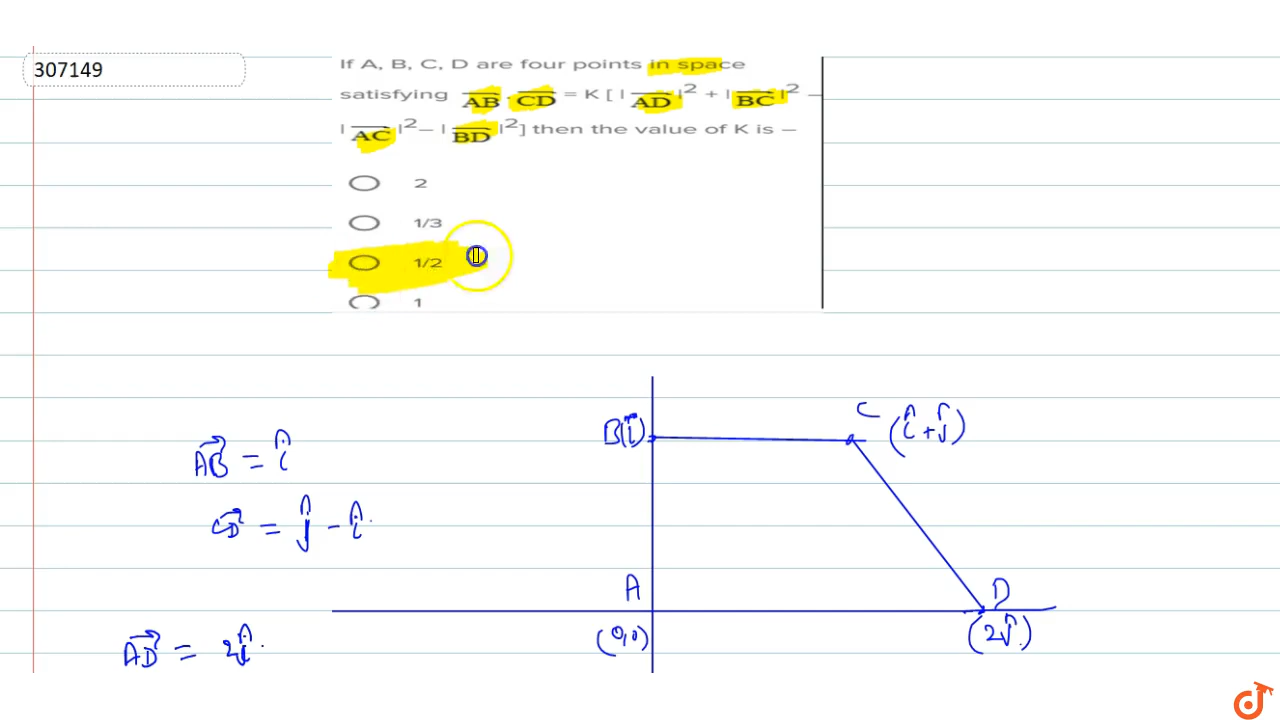 307149
If A, B, C, D are four points in space
satisfying AB . CD = K [ | AD |² + | BC |² –
| AC |² – | BD |² ] then the value of K is –
2
1/3
1/2
1
C (î + ĵ)
B(î)
AB = î
CD = ĵ – î
A
D
(0,0)
(2ĵ)
AD = 2ĵ